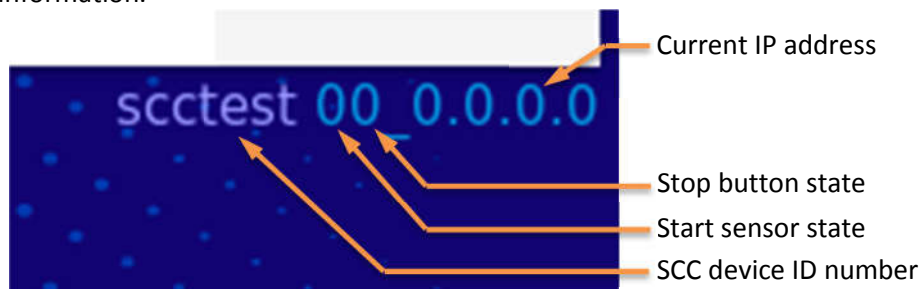 information.
Current IP address
scctest 00_0.0.0.0
Stop button state
Start sensor state
SCC device ID number